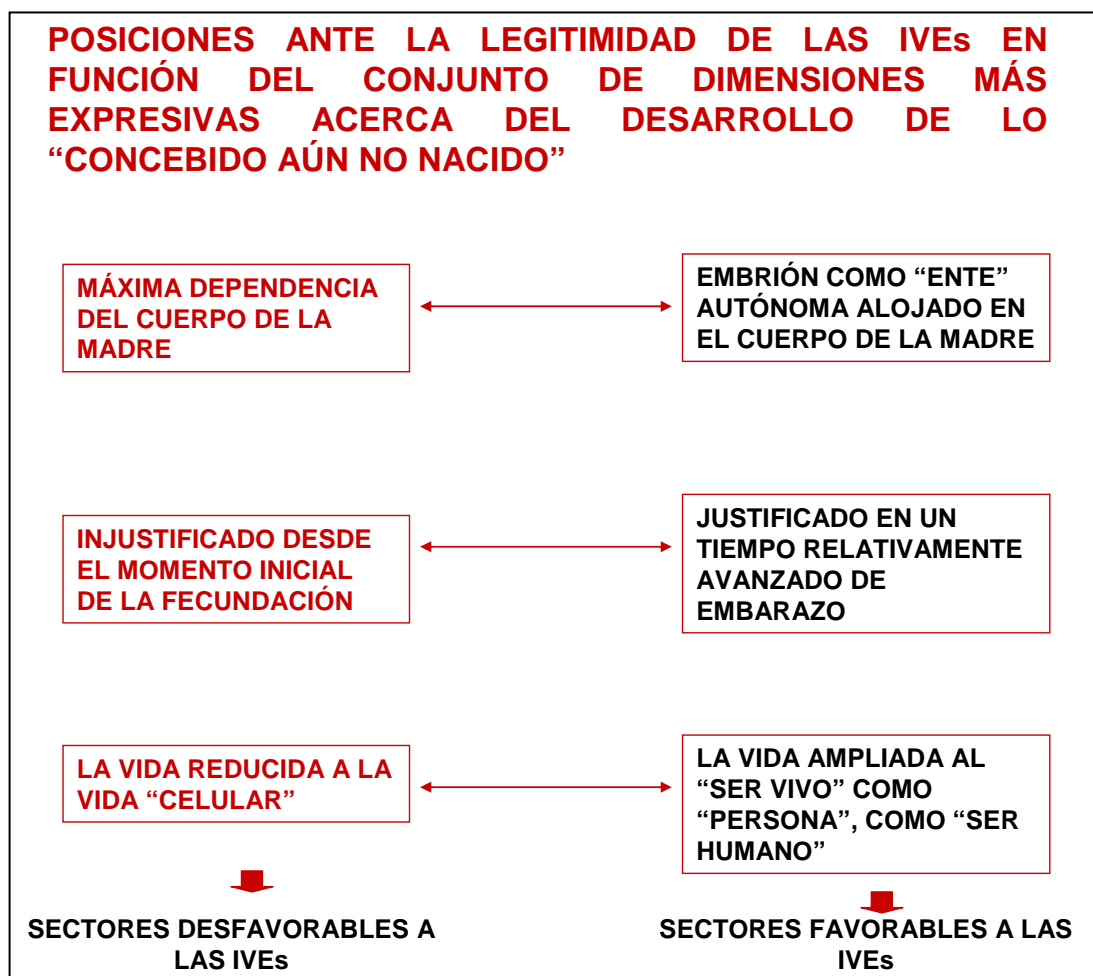 POSICIONES ANTE LA LEGITIMIDAD DE LAS IVEs EN
FUNCIÓN DEL CONJUNTO DE DIMENSIONES MÁS
EXPRESIVAS ACERCA DEL DESARROLLO DE LO
“CONCEBIDO AÚN NO NACIDO”
MÁXIMA DEPENDENCIA
DEL CUERPO DE LA
MADRE
EMBRIÓN COMO “ENTE”
AUTÓNOMA ALOJADO EN
EL CUERPO DE LA MADRE
INJUSTIFICADO DESDE
EL MOMENTO INICIAL
DE LA FECUNDACIÓN
JUSTIFICADO EN UN
TIEMPO RELATIVAMENTE
AVANZADO DE
EMBARAZO
LA VIDA REDUCIDA A LA
VIDA “CELULAR”
LA VIDA AMPLIADA AL
“SER VIVO” COMO
“PERSONA”, COMO “SER
HUMANO”
SECTORES DESFAVORABLES A
LAS IVEs
SECTORES FAVORABLES A LAS
IVEs